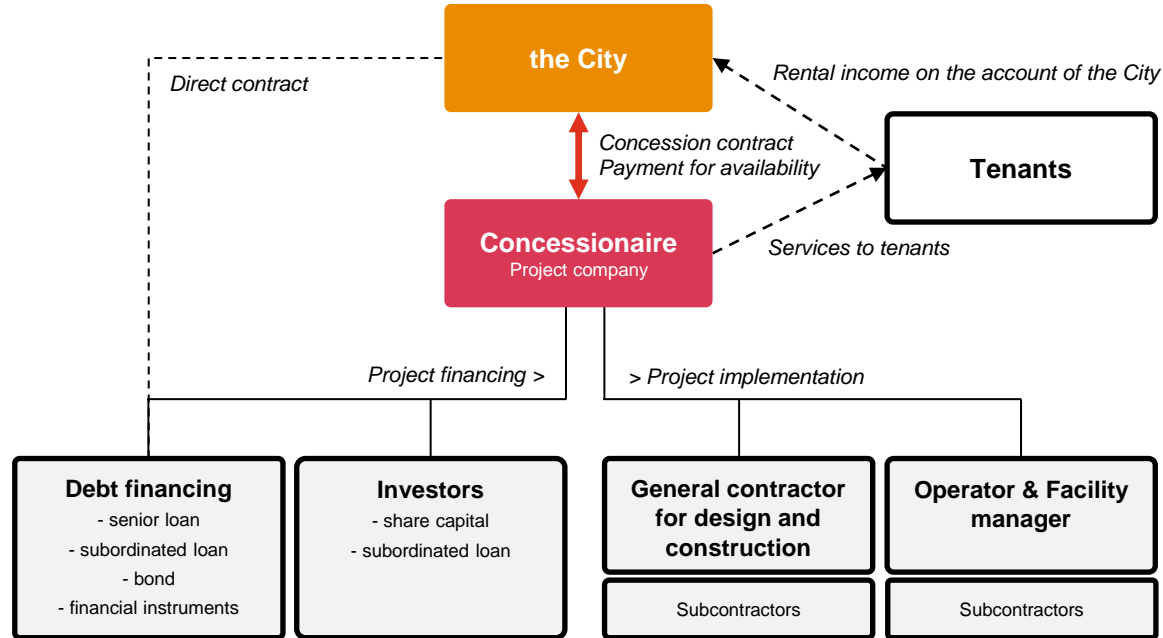 the City
Direct contract
Rental income on the account of the City
Concession contract
Payment for availability
Tenants
Concessionaire
Project company
Services to tenants
Project financing >
> Project implementation
Debt financing
- senior loan
- subordinated loan
- bond
- financial instruments
Investors
- share capital
- subordinated loan
General contractor
for design and
construction
Subcontractors
Operator & Facility
manager
Subcontractors